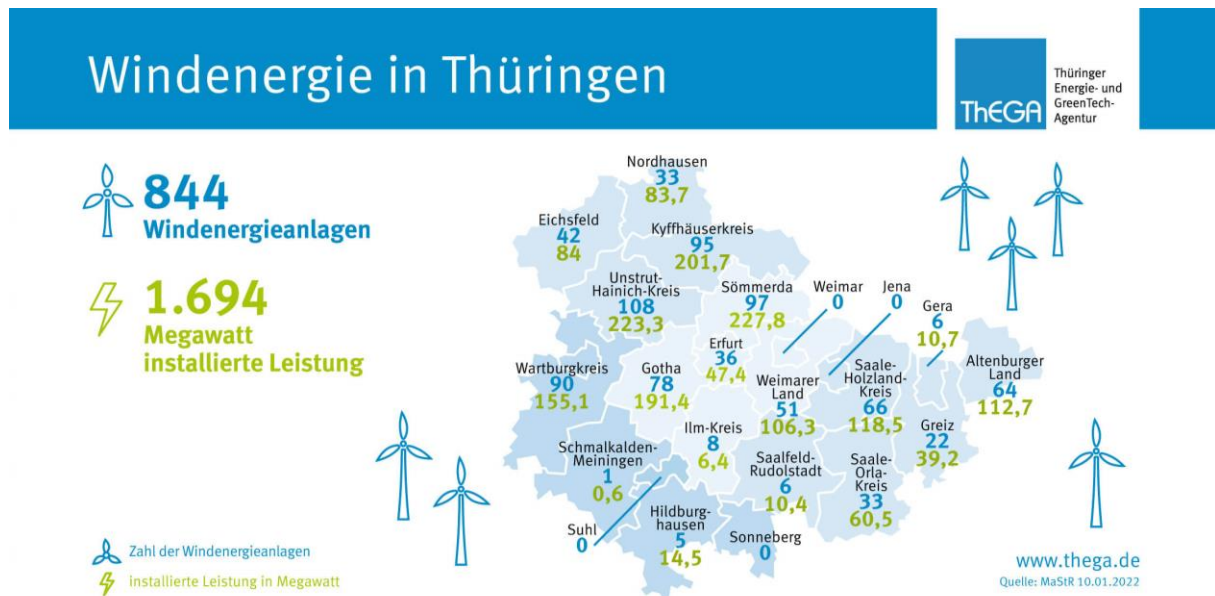 Windenergie in Thüringen
ThEGA
Thüringer
Energie- und
GreenTech-
Agentur
844
Windenergieanlagen
1.694
Megawatt
installierte Leistung
Nordhausen
33
83,7
Eichsfeld
42
84
Kyffhäuserkreis
95
201,7
Unstrut-
Hainich-Kreis
108
223,3
Sömmerda
97
227,8
Weimar
0
Jena
0
Gera
6
10,7
Altenburger
Land
64
112,7
Wartburgkreis
90
155,1
Gotha
78
191,4
Erfurt
36
47,4
Weimarer
Land
51
106,3
Saale-
Holzland-
Kreis
66
118,5
Greiz
22
39,2
Ilm-Kreis
8
6,4
Schmalkalden-
Meiningen
1
0,6
Saalfeld-
Rudolstadt
6
10,4
Saale-
Orla-
Kreis
33
60,5
Suhl
0
Hildburg-
hausen
5
14,5
Sonneberg
0
Zahl der Windenergieanlagen
installierte Leistung in Megawatt
www.thega.de
Quelle: MaStR 10.01.2022